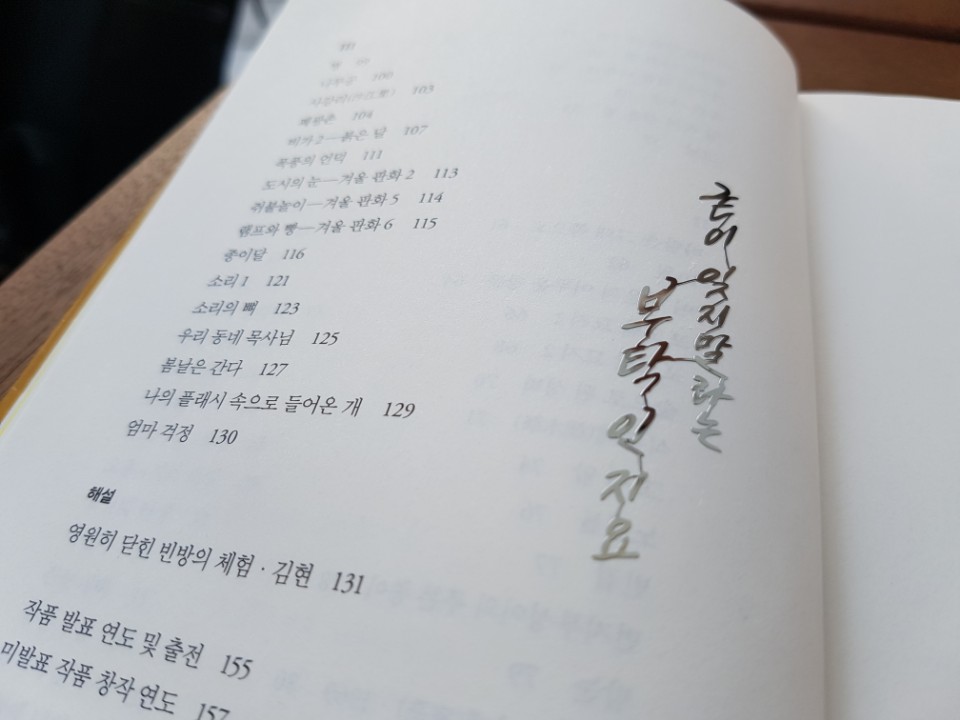 100
103
104
비가 2—붉은 달 107
폭풍의 언덕 111
도시의 눈—겨울 판화 2 113
쥐불놀이—겨울 판화 5 114
램프와 빵—겨울 판화 6 115
종이달 116
소리 1 121
소리의 뼈 123
우리 동네 목사님 125
봄날은 간다 127
나의 플래시 속으로 들어온 개 129
엄마 걱정 130
해설
영원히 닫힌 빈방의 체험 · 김현 131
작품 발표 연도 및 출전 155
미발표 작품 창작 연도 157
굳이 잊지말라는
부탁인지요